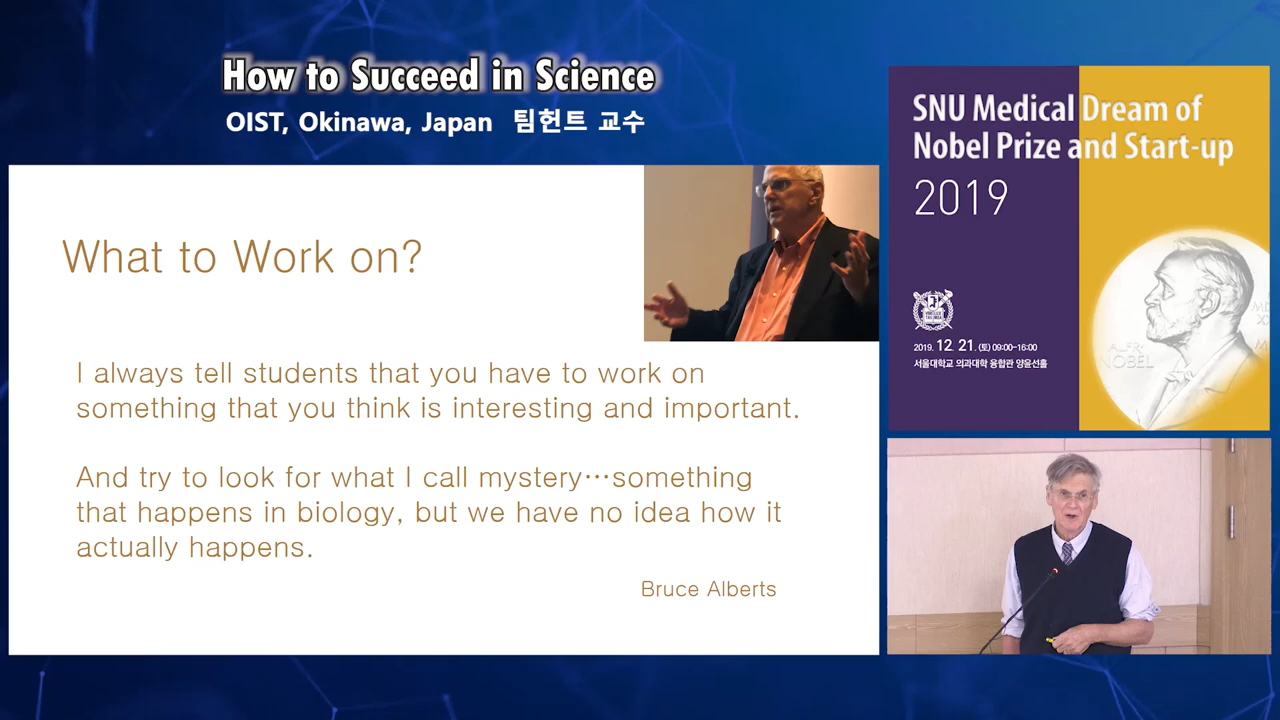 How to Succeed in Science
OIST, Okinawa, Japan 팀헌트 교수
What to Work on?
I always tell students that you have to work on
something that you think is interesting and important.
And try to look for what I call mystery…something
that happens in biology, but we have no idea how it
actually happens.
Bruce Alberts
SNU Medical Dream of
Nobel Prize and Start-up
2019
2019. 12. 21. (토) 09:00-16:00
서울대학교 의과대학 융합관 양윤선홀
NOBEL